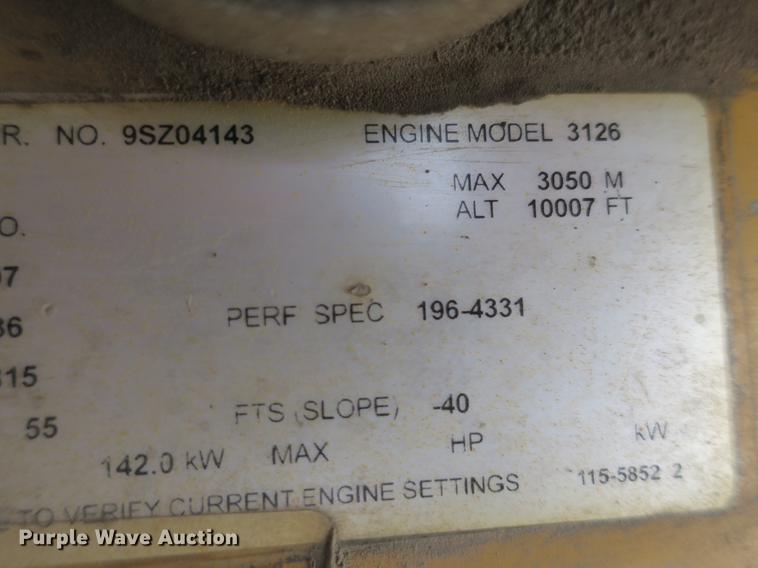 R. NO. 9SZ04143 ENGINE MODEL 3126
MAX 3050 M
ALT 10007 FT
O.
07
36
PERF SPEC 196-4331
315
55 FTS (SLOPE) -40
142.0 kW MAX HP kW
TO VERIFY CURRENT ENGINE SETTINGS 115-5852 2
Purple Wave Auction